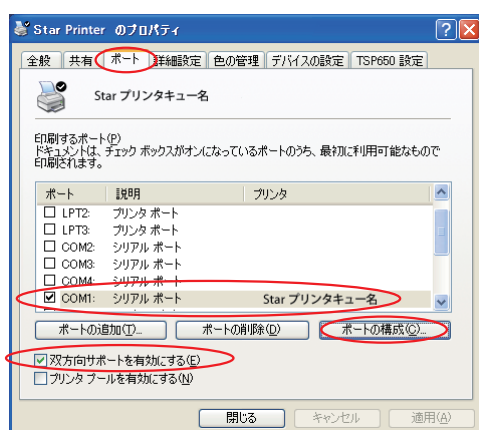 Star Printer のプロパティ
全般 共有 ポート 詳細設定 色の管理 デバイスの設定 TSP650 設定
Star プリンタキュー名
印刷するポート(P)
ドキュメントは、チェック ボックスがオンになっているポートのうち、最初に利用可能なもので
印刷されます。
ポート 説明 プリンタ
LPT2: プリンタ ポート
LPT3: プリンタ ポート
COM2: シリアル ポート
COM3: シリアル ポート
COM4: シリアル ポート
COM1: シリアル ポート Star プリンタキュー名
ポートの追加(T)... ポートの削除(D) ポートの構成(C)...
双方向サポートを有効にする(E)
プリンタ プールを有効にする(N)
閉じる キャンセル 適用(A)